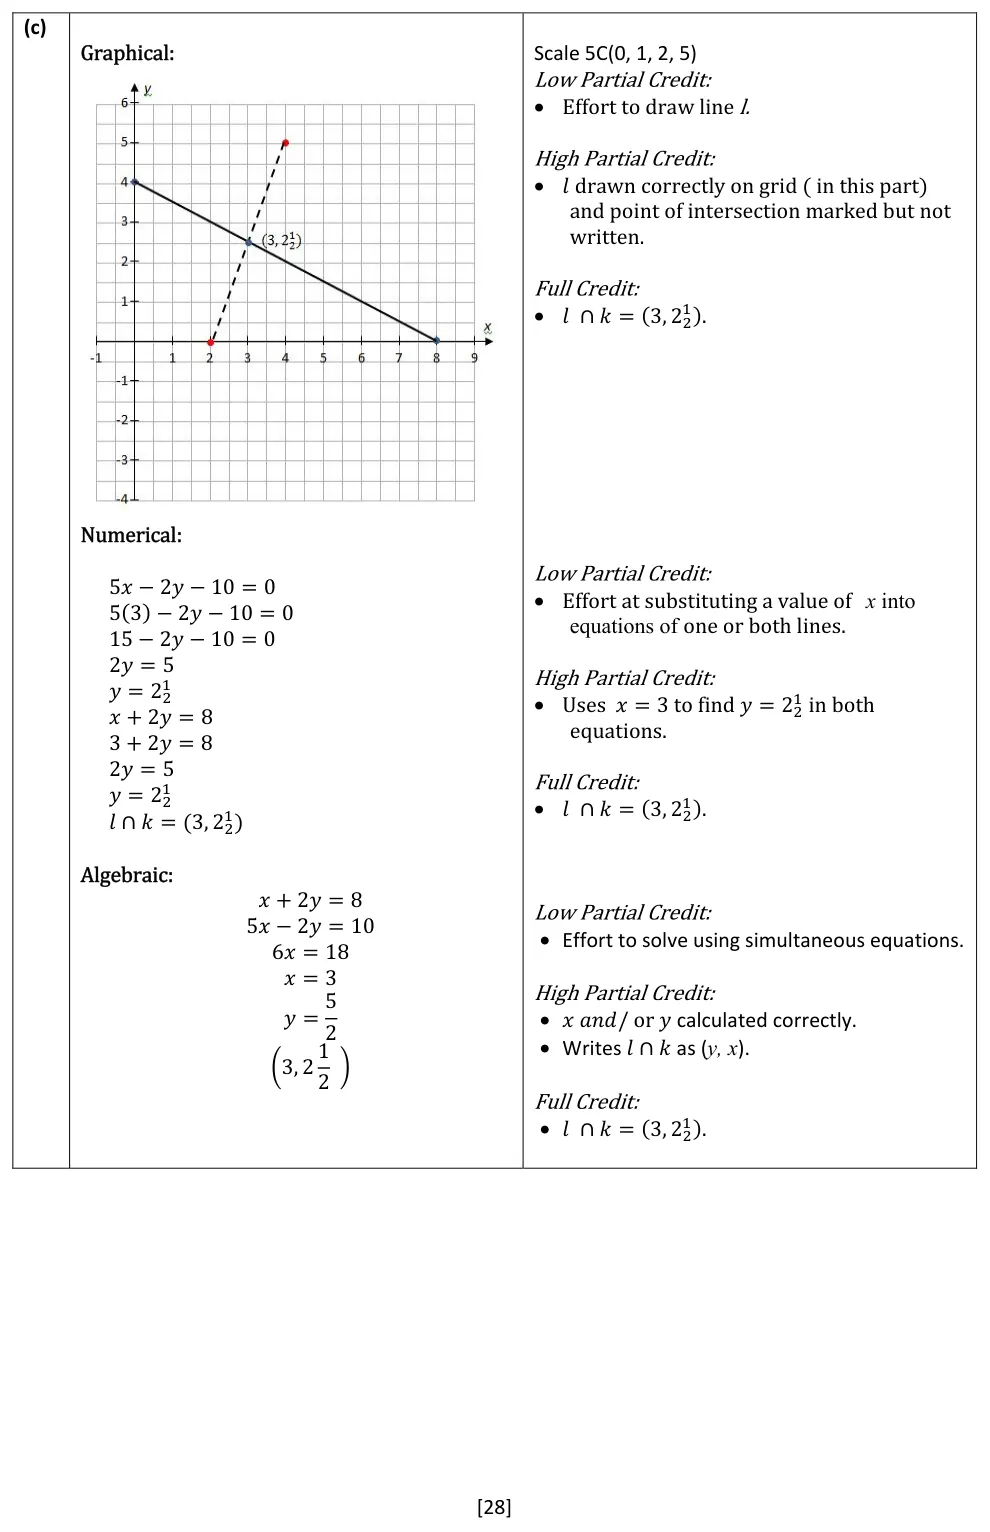 (c)
Graphical:
y
6
5
4
3
(3, 2½)
2
1
x
-1 1 2 3 4 5 6 7 8 9
-1
-2
-3
-4
Numerical:
5x − 2y − 10 = 0
5(3) − 2y − 10 = 0
15 − 2y − 10 = 0
2y = 5
y = 2½
x + 2y = 8
3 + 2y = 8
2y = 5
y = 2½
l ∩ k = (3, 2½)
Algebraic:
x + 2y = 8
5x − 2y = 10
6x = 18
x = 3
y = 5/2
(3, 2 1/2 )
Scale 5C(0, 1, 2, 5)
Low Partial Credit:
• Effort to draw line l.
High Partial Credit:
• l drawn correctly on grid ( in this part)
and point of intersection marked but not
written.
Full Credit:
• l ∩ k = (3, 2½).
Low Partial Credit:
• Effort at substituting a value of x into
equations of one or both lines.
High Partial Credit:
• Uses x = 3 to find y = 2½ in both
equations.
Full Credit:
• l ∩ k = (3, 2½).
Low Partial Credit:
• Effort to solve using simultaneous equations.
High Partial Credit:
• x and/ or y calculated correctly.
• Writes l ∩ k as (y, x).
Full Credit:
• l ∩ k = (3, 2½).
[28]